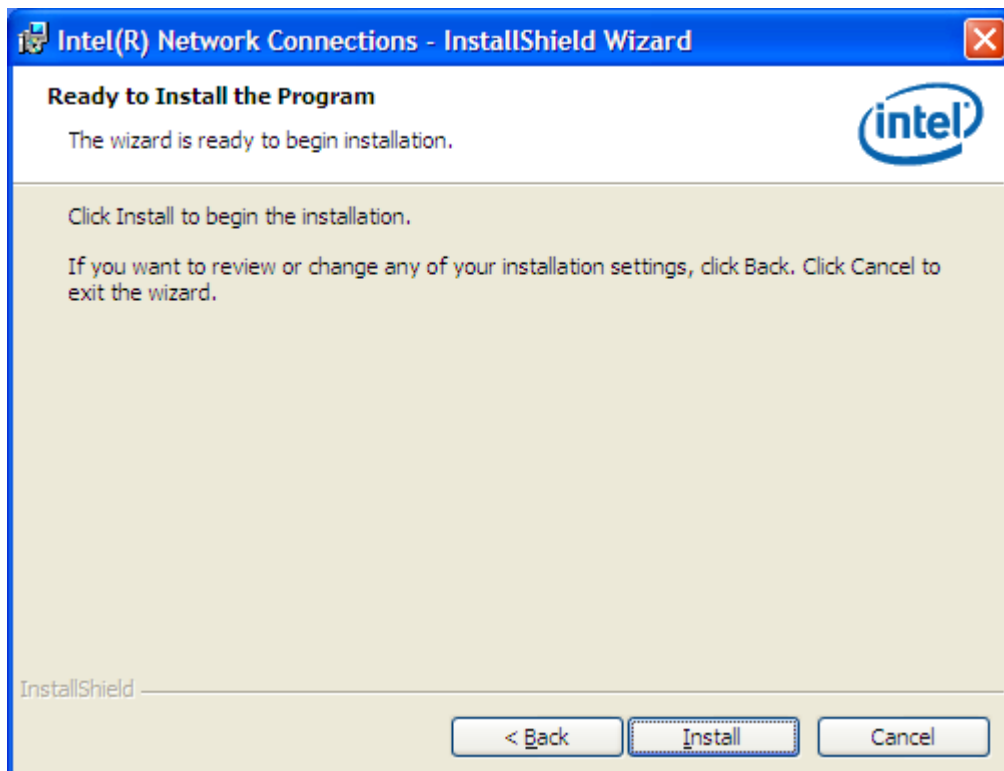 Intel(R) Network Connections - InstallShield Wizard
Ready to Install the Program
The wizard is ready to begin installation.
intel
Click Install to begin the installation.
If you want to review or change any of your installation settings, click Back. Click Cancel to
exit the wizard.
InstallShield
< Back
Install
Cancel